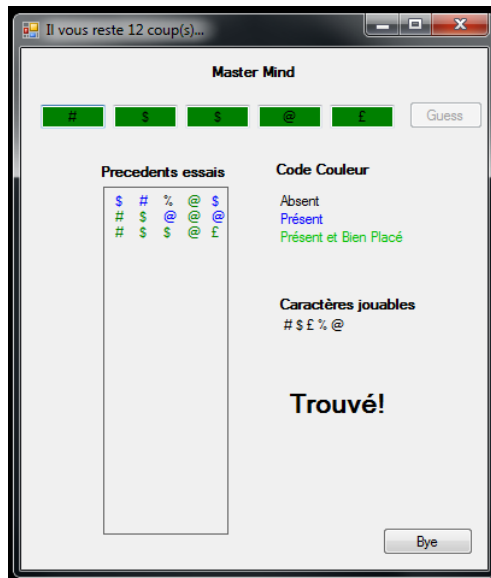 Il vous reste 12 coup(s)...
Master Mind
# $ $ @ £ Guess
Precedents essais
$ # % @ $
# $ @ @ @
# $ $ @ £
Code Couleur
Absent
Présent
Présent et Bien Placé
Caractères jouables
# $ £ % @
Trouvé!
Bye